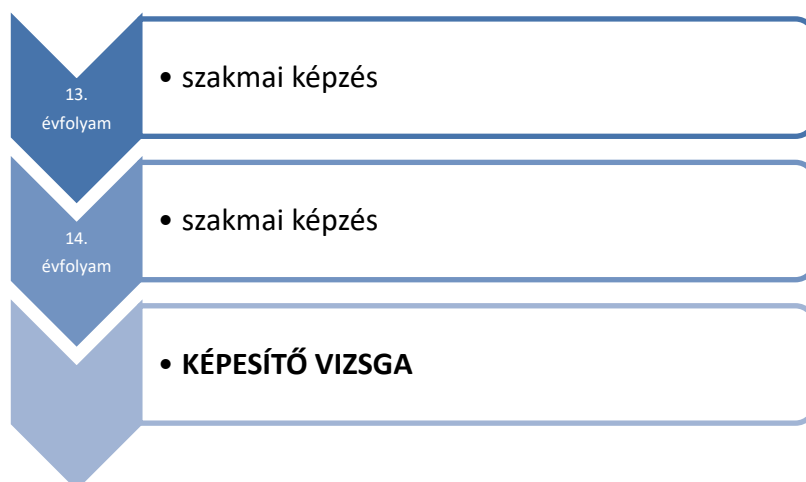 13.
évfolyam
• szakmai képzés
14.
évfolyam
• szakmai képzés
• KÉPESÍTŐ VIZSGA